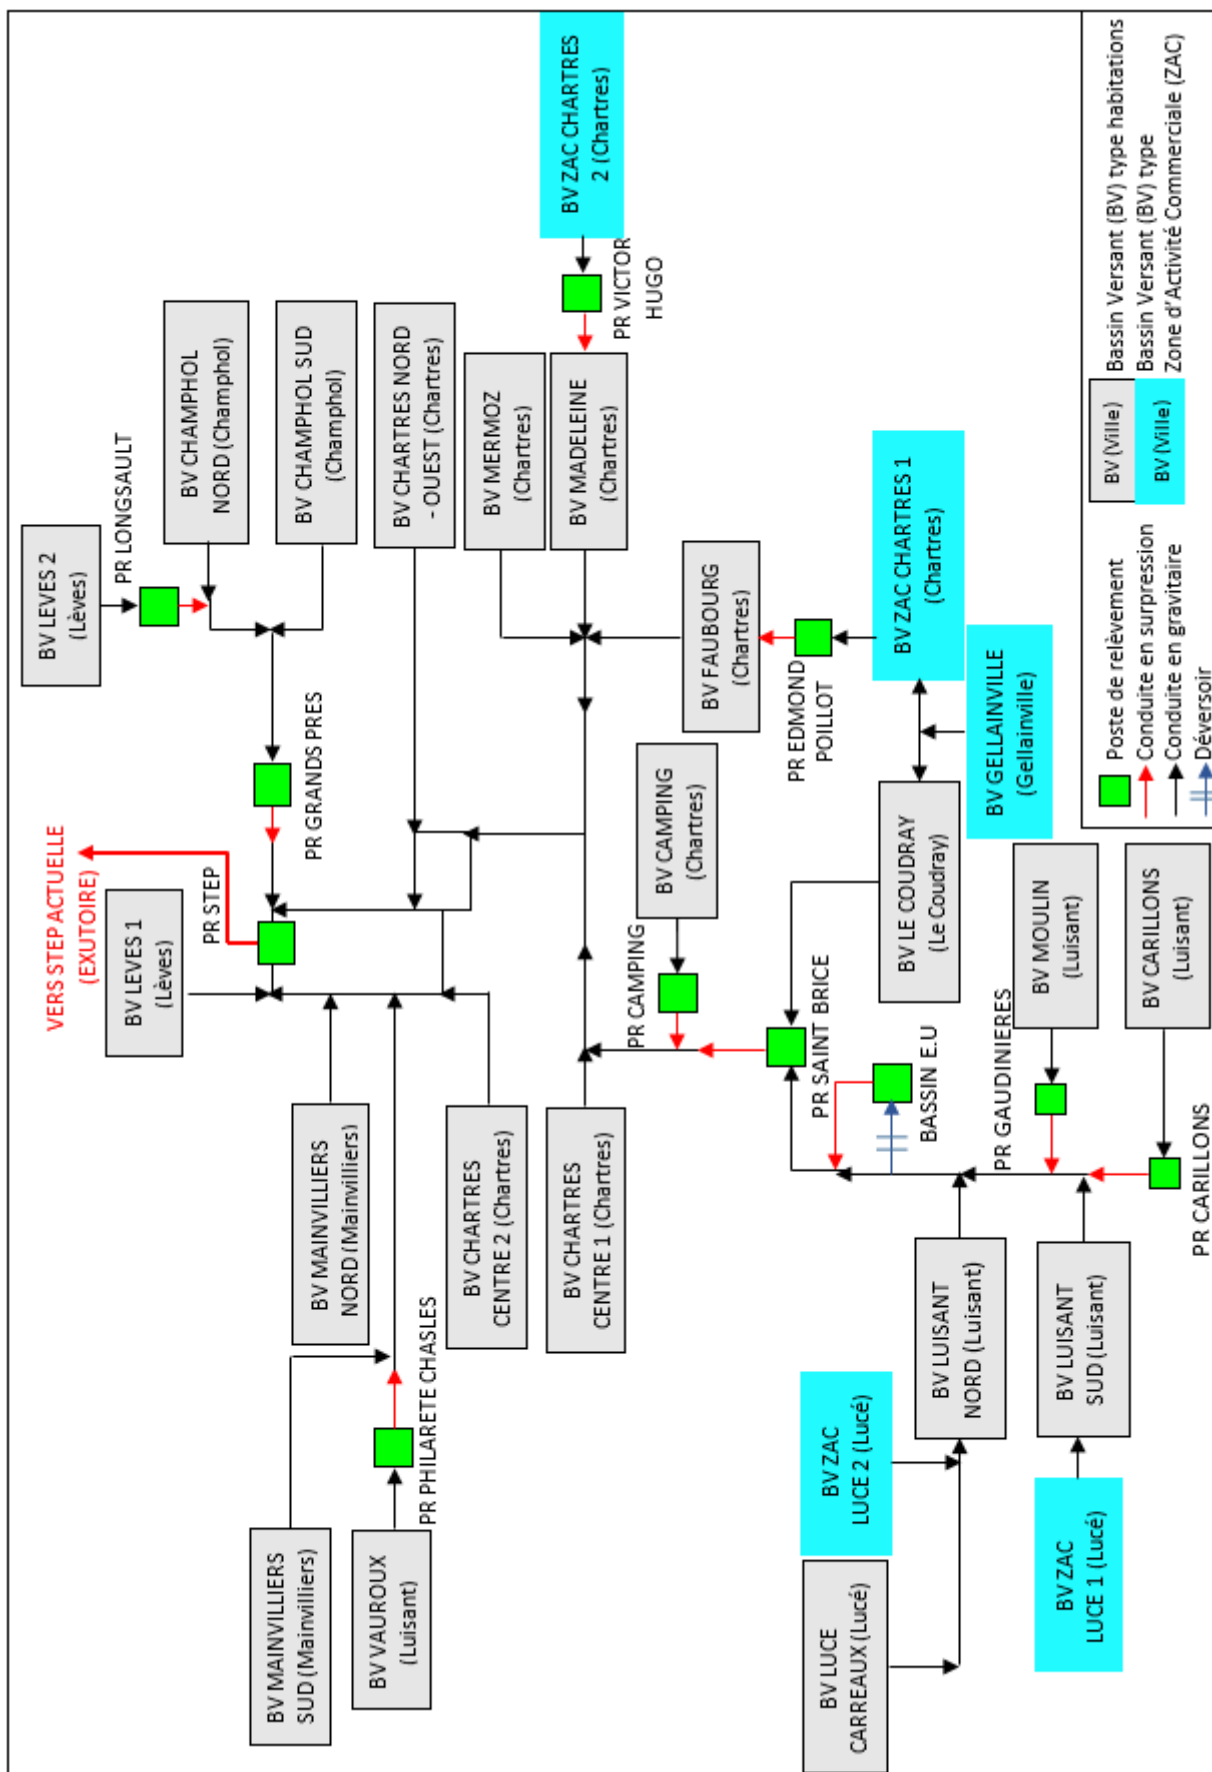 VERS STEP ACTUELLE
(EXUTOIRE)
BV LEVES 1
(Lèves)
PR STEP
BV LEVES 2
(Lèves)
PR LONGSAULT
BV CHAMPHOL
NORD (Champhol)
BV CHAMPHOL SUD
(Champhol)
PR GRANDS PRES
BV CHARTRES NORD
- OUEST (Chartres)
BV MERMOZ
(Chartres)
BV MADELEINE
(Chartres)
PR VICTOR
HUGO
BV ZAC CHARTRES
2 (Chartres)
BV MAINVILLIERS
SUD (Mainvilliers)
BV VAUROUX
(Luisant)
PR PHILARETE CHASLES
BV MAINVILLIERS
NORD (Mainvilliers)
BV CHARTRES
CENTRE 2 (Chartres)
BV CHARTRES
CENTRE 1 (Chartres)
PR CAMPING
BV CAMPING
(Chartres)
BV FAUBOURG
(Chartres)
PR EDMOND
POILLOT
BV ZAC CHARTRES 1
(Chartres)
BV GELLAINVILLE
(Gellainville)
BV LE COUDRAY
(Le Coudray)
PR SAINT BRICE
BASSIN E.U
PR GAUDINIERES
BV MOULIN
(Luisant)
BV CARILLONS
(Luisant)
PR CARILLONS
BV LUISANT
NORD (Luisant)
BV LUISANT
SUD (Luisant)
BV ZAC
LUCE 2 (Lucé)
BV LUCE
CARREAUX (Lucé)
BV ZAC
LUCE 1 (Lucé)
Poste de relèvement
Conduite en surpression
Conduite en gravitaire
Déversoir
BV (Ville)
Bassin Versant (BV) type habitations
BV (Ville)
Bassin Versant (BV) type
Zone d'Activité Commerciale (ZAC)